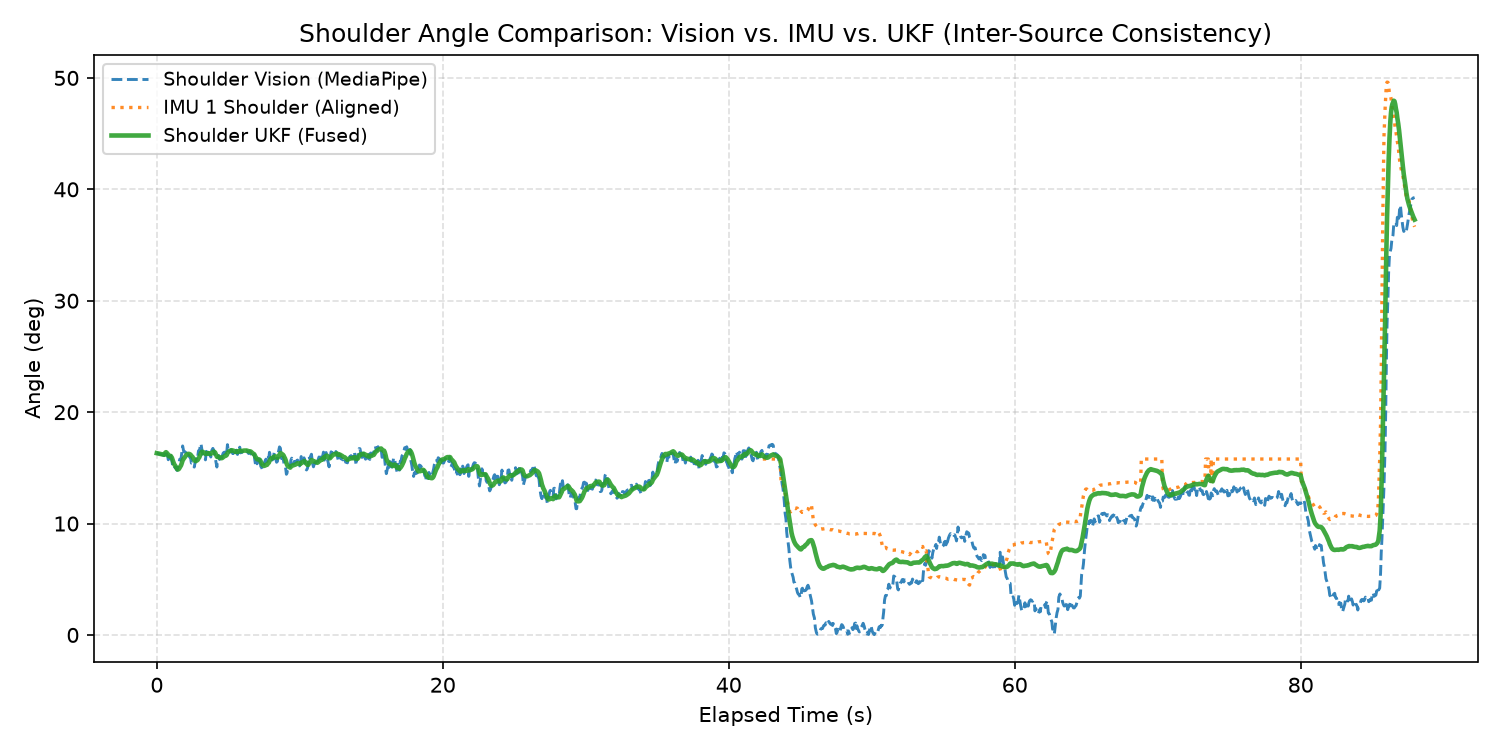 Shoulder Angle Comparison: Vision vs. IMU vs. UKF (Inter-Source Consistency)
Shoulder Vision (MediaPipe)
IMU 1 Shoulder (Aligned)
Shoulder UKF (Fused)
Angle (deg)
50
40
30
20
10
0
0 20 40 60 80
Elapsed Time (s)